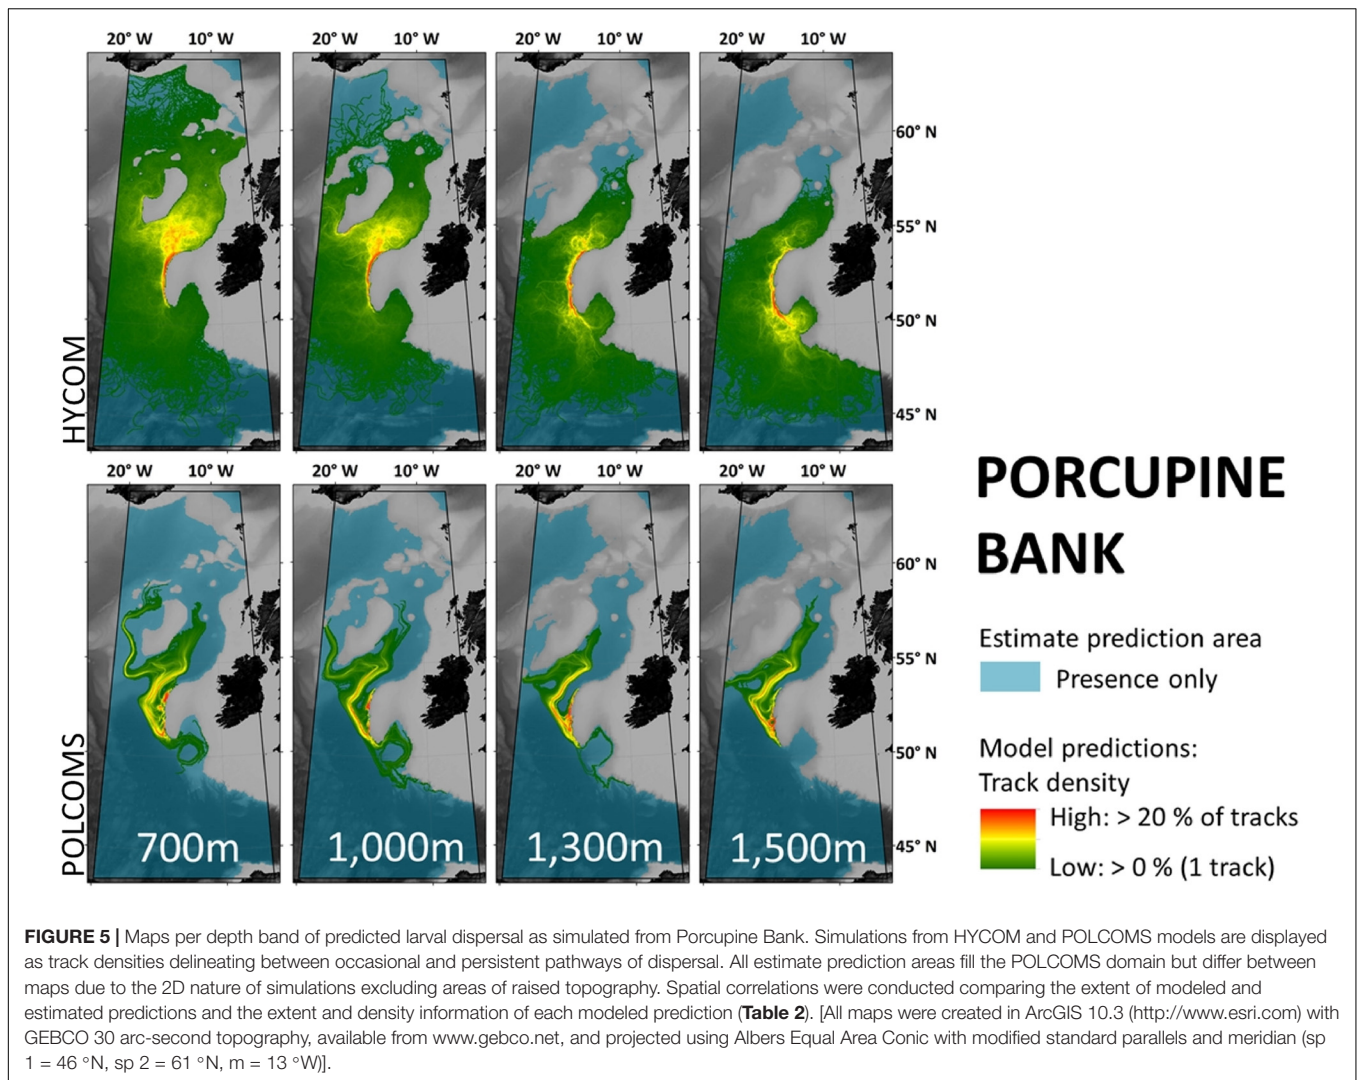 20° W 10° W 20° W 10° W 20° W 10° W 20° W 10° W
60° N
55° N
50° N
45° N
HYCOM
20° W 10° W 20° W 10° W 20° W 10° W 20° W 10° W
60° N
55° N
50° N
45° N
POLCOMS
700m 1,000m 1,300m 1,500m
PORCUPINE
BANK
Estimate prediction area
Presence only
Model predictions:
Track density
High: > 20 % of tracks
Low: > 0 % (1 track)
FIGURE 5 | Maps per depth band of predicted larval dispersal as simulated from Porcupine Bank. Simulations from HYCOM and POLCOMS models are displayed
as track densities delineating between occasional and persistent pathways of dispersal. All estimate prediction areas fill the POLCOMS domain but differ between
maps due to the 2D nature of simulations excluding areas of raised topography. Spatial correlations were conducted comparing the extent of modeled and
estimated predictions and the extent and density information of each modeled prediction (Table 2). [All maps were created in ArcGIS 10.3 (http://www.esri.com) with
GEBCO 30 arc-second topography, available from www.gebco.net, and projected using Albers Equal Area Conic with modified standard parallels and meridian (sp
1 = 46 °N, sp 2 = 61 °N, m = 13 °W)].